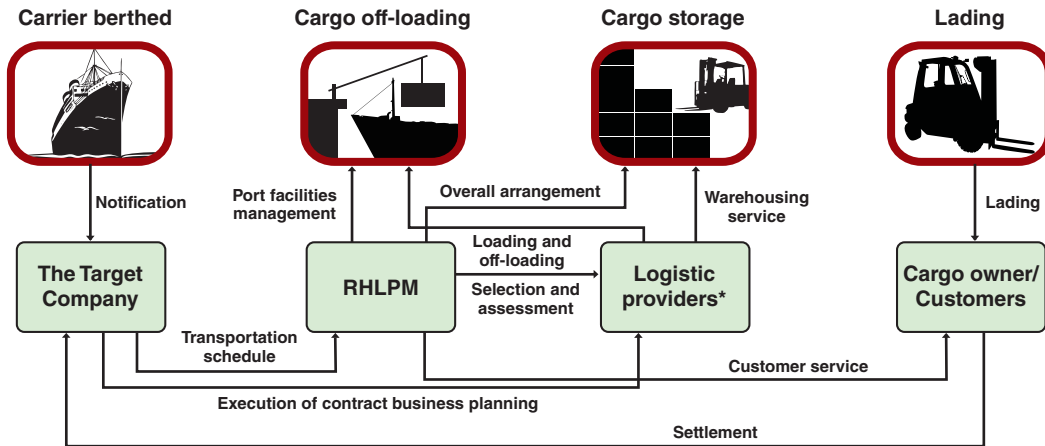 Carrier berthed
Cargo off-loading
Cargo storage
Lading
Notification
Port facilities
management
Overall arrangement
Warehousing
service
Lading
The Target
Company
RHLPM
Loading and
off-loading
Selection and
assessment
Logistic
providers*
Cargo owner/
Customers
Transportation
schedule
Customer service
Execution of contract business planning
Settlement